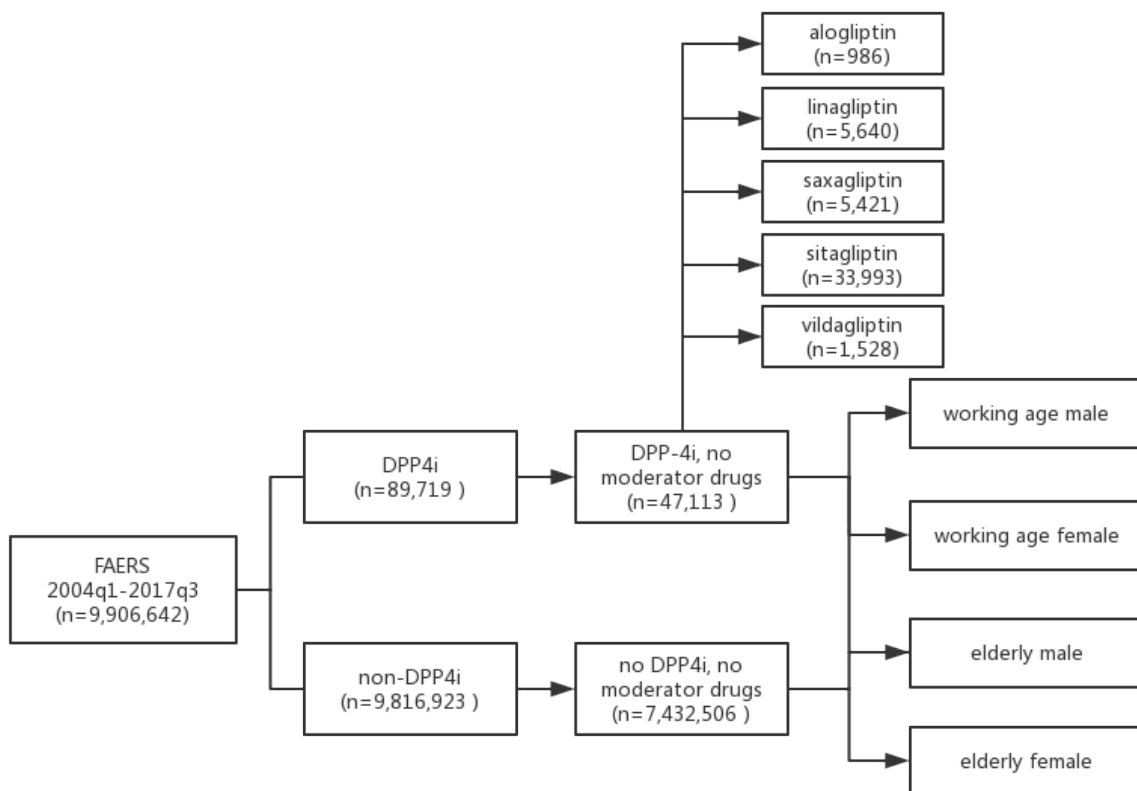 alogliptin
(n=986)
linagliptin
(n=5,640)
saxagliptin
(n=5,421)
sitagliptin
(n=33,993)
vildagliptin
(n=1,528)
FAERS
2004q1-2017q3
(n=9,906,642)
DPP4i
(n=89,719 )
DPP-4i, no
moderator drugs
(n=47,113 )
non-DPP4i
(n=9,816,923 )
no DPP4i, no
moderator drugs
(n=7,432,506 )
working age male
working age female
elderly male
elderly female